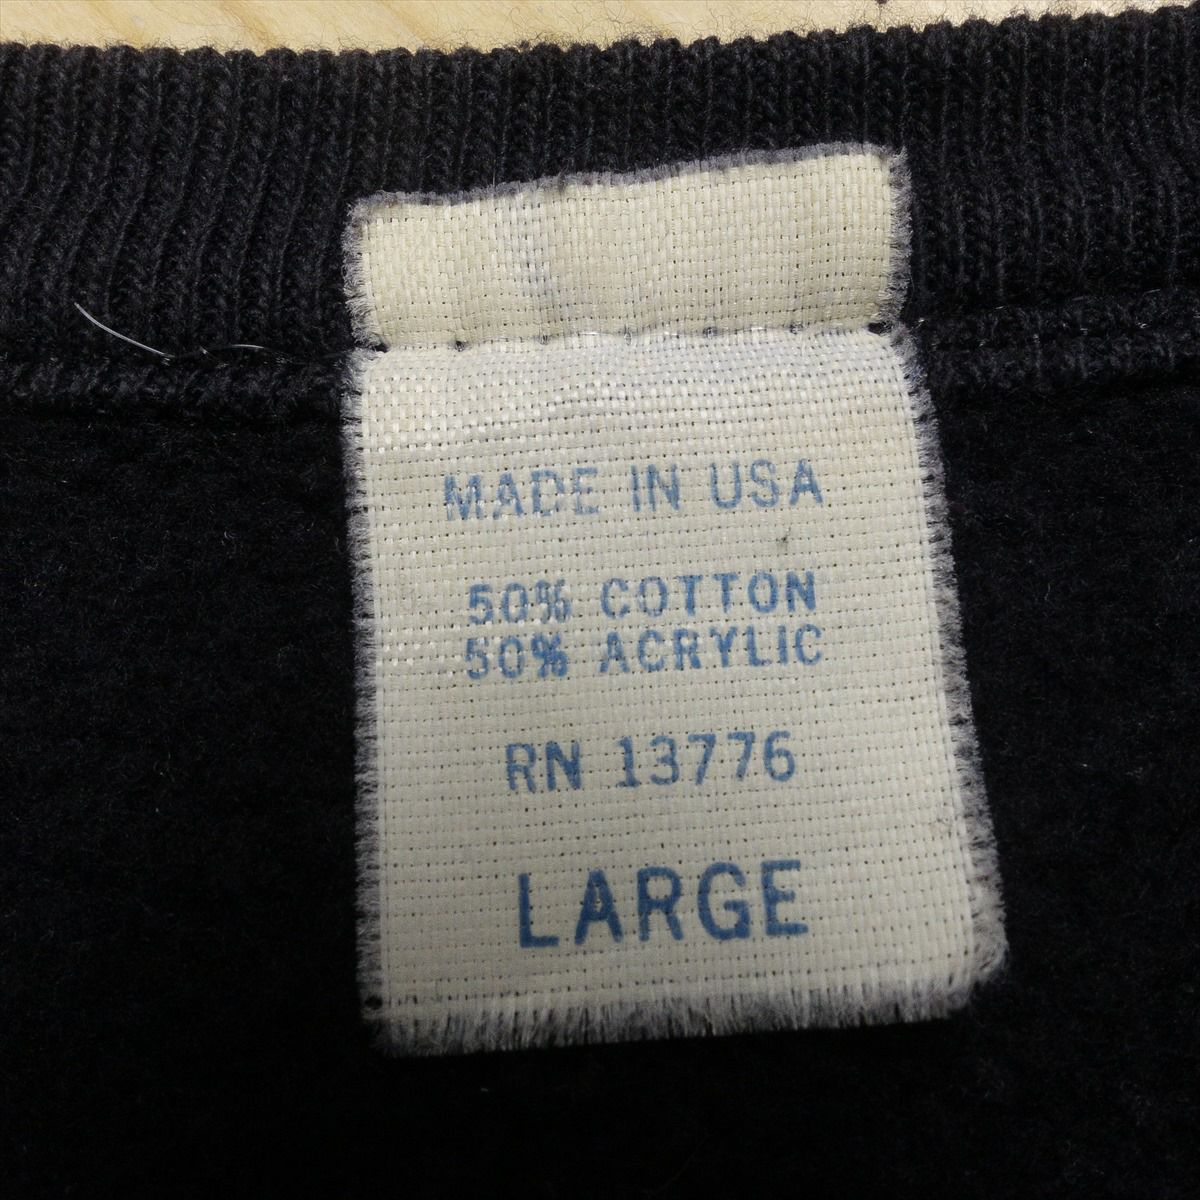 MADE IN USA
50% COTTON
50% ACRYLIC
RN 13776
LARGE